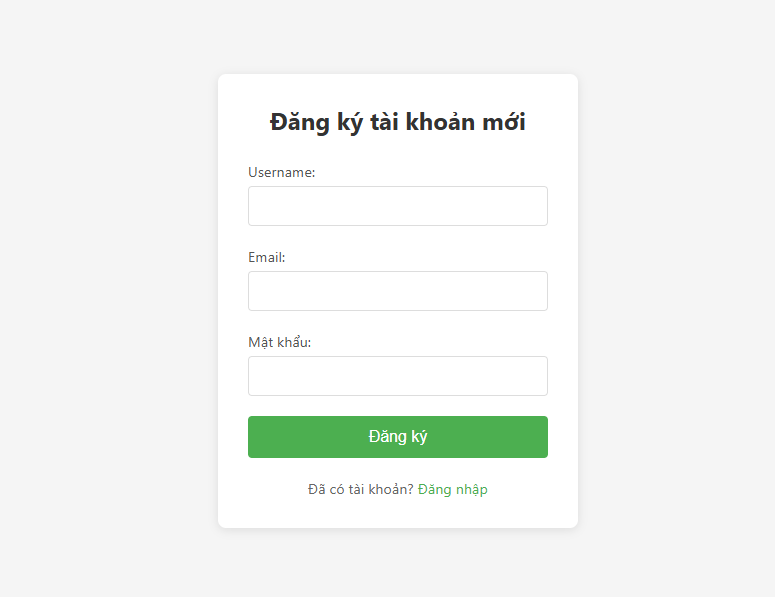 Đăng ký tài khoản mới
Username:
Email:
Mật khẩu:
Đăng ký
Đã có tài khoản? Đăng nhập